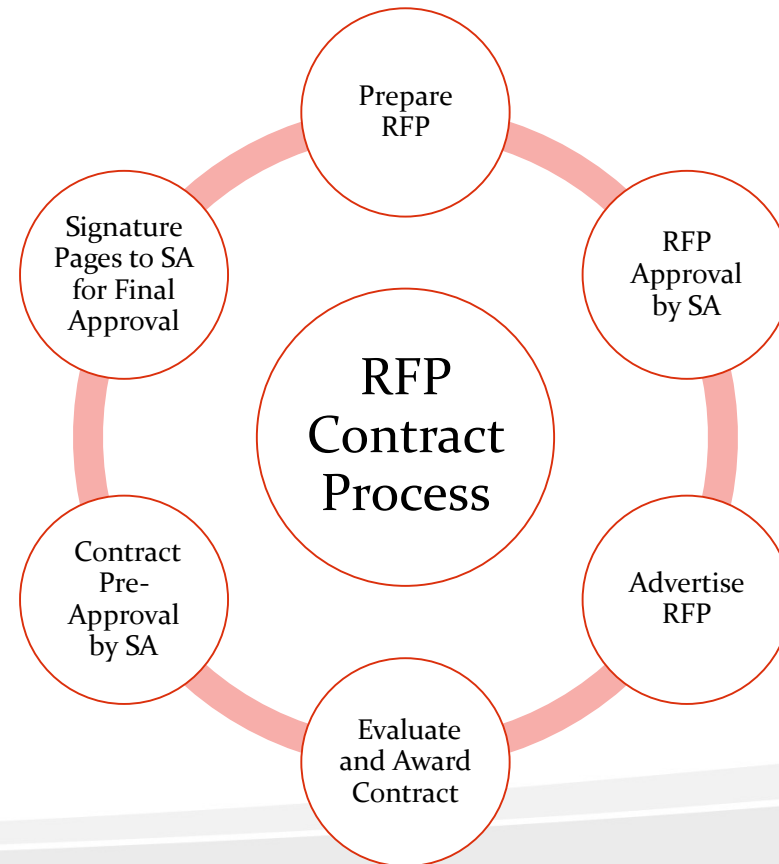 Prepare
RFP
RFP
Approval
by SA
Advertise
RFP
Evaluate
and Award
Contract
Contract
Pre-
Approval
by SA
Signature
Pages to SA
for Final
Approval
RFP
Contract
Process